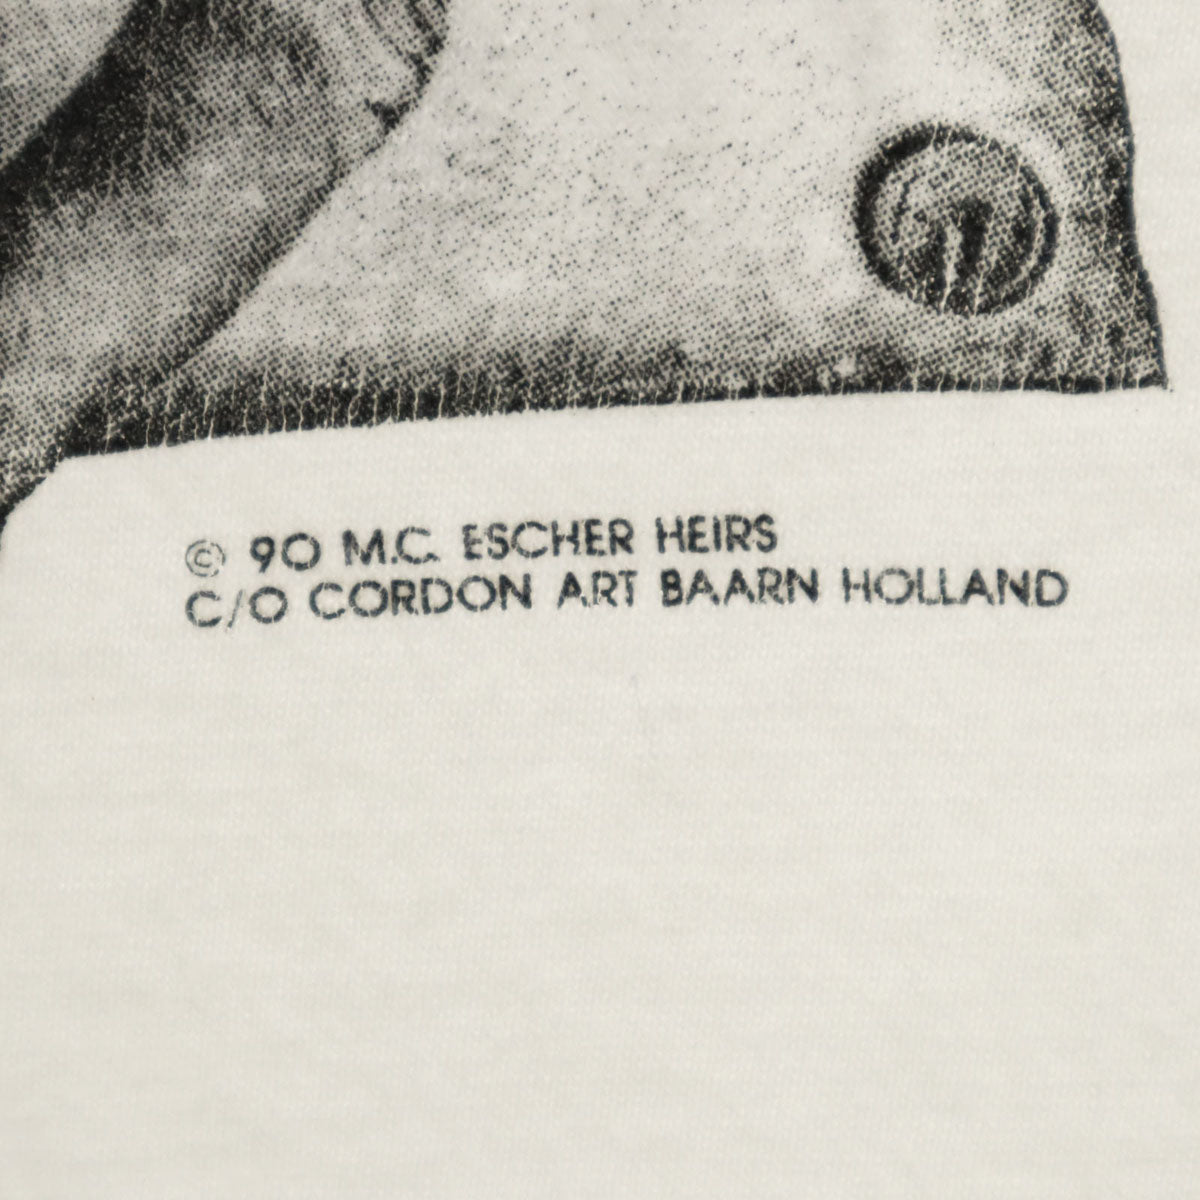 © 90 M.C. ESCHER HEIRS
C/O CORDON ART BAARN HOLLAND